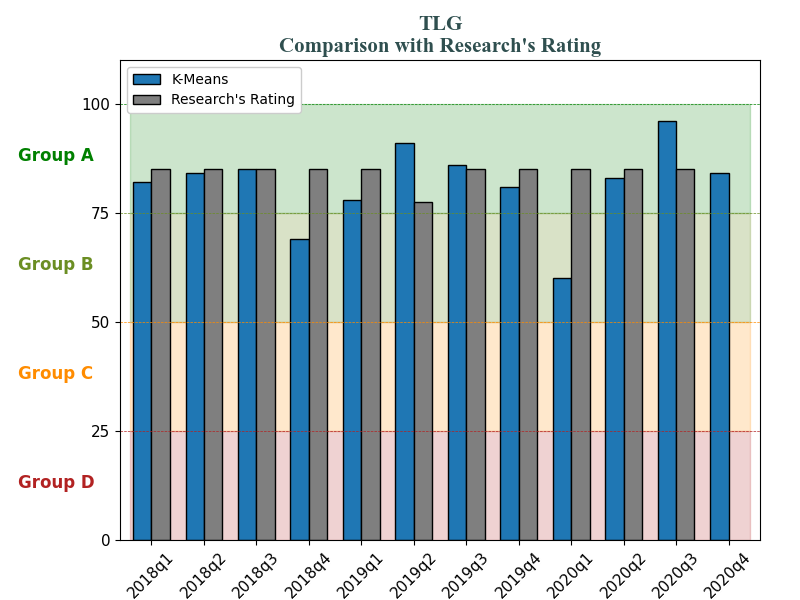 TLG
Comparison with Research's Rating
K-Means
Research's Rating
100
75
50
25
0
Group A
Group B
Group C
Group D
2018q1
2018q2
2018q3
2018q4
2019q1
2019q2
2019q3
2019q4
2020q1
2020q2
2020q3
2020q4